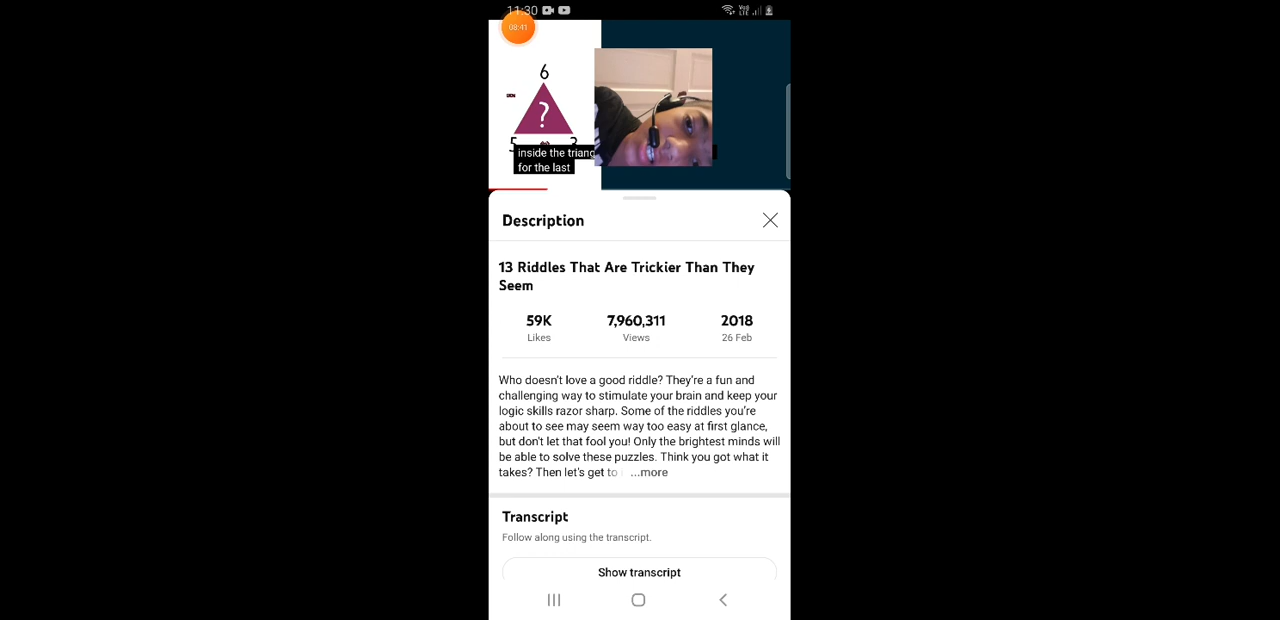 11:30
08:41
6
?
5
3
inside the triang
for the last
Description
13 Riddles That Are Trickier Than They
Seem
59K 7,960,311 2018
Likes Views 26 Feb
Who doesn't love a good riddle? They're a fun and
challenging way to stimulate your brain and keep your
logic skills razor sharp. Some of the riddles you're
about to see may seem way too easy at first glance,
but don't let that fool you! Only the brightest minds will
be able to solve these puzzles. Think you got what it
takes? Then let's get to ...more
Transcript
Follow along using the transcript.
Show transcript